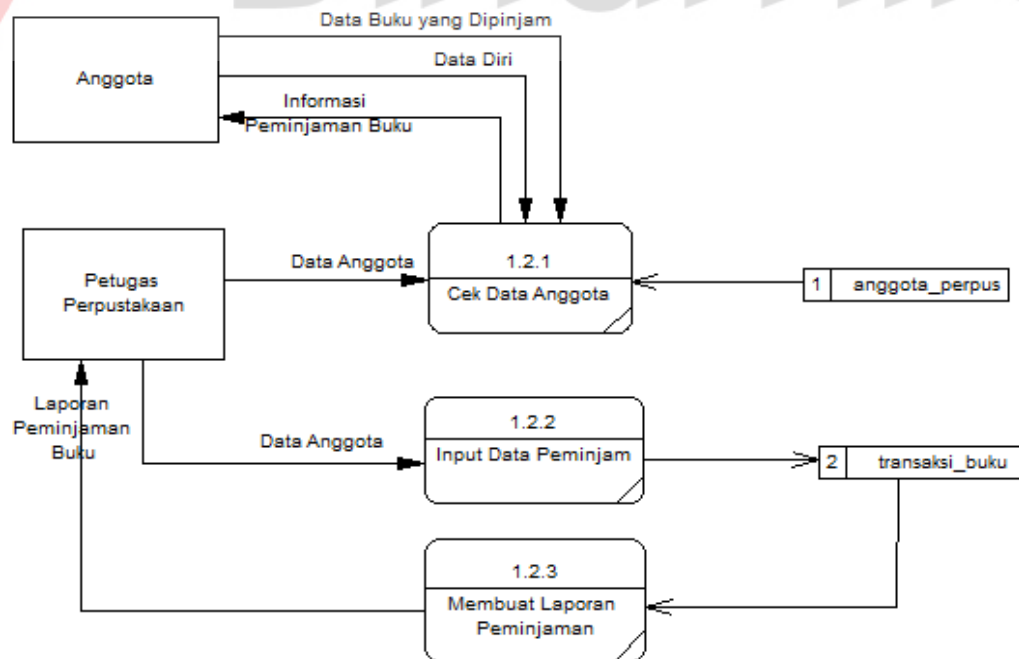 Data Buku yang Dipinjam
Data Diri
Anggota
Informasi
Peminjaman Buku
1.2.1
Cek Data Anggota
Petugas
Perpustakaan
Data Anggota
1 anggota_perpus
Laporan
Peminjaman
Buku
Data Anggota
1.2.2
Input Data Peminjam
2 transaksi_buku
1.2.3
Membuat Laporan
Peminjaman